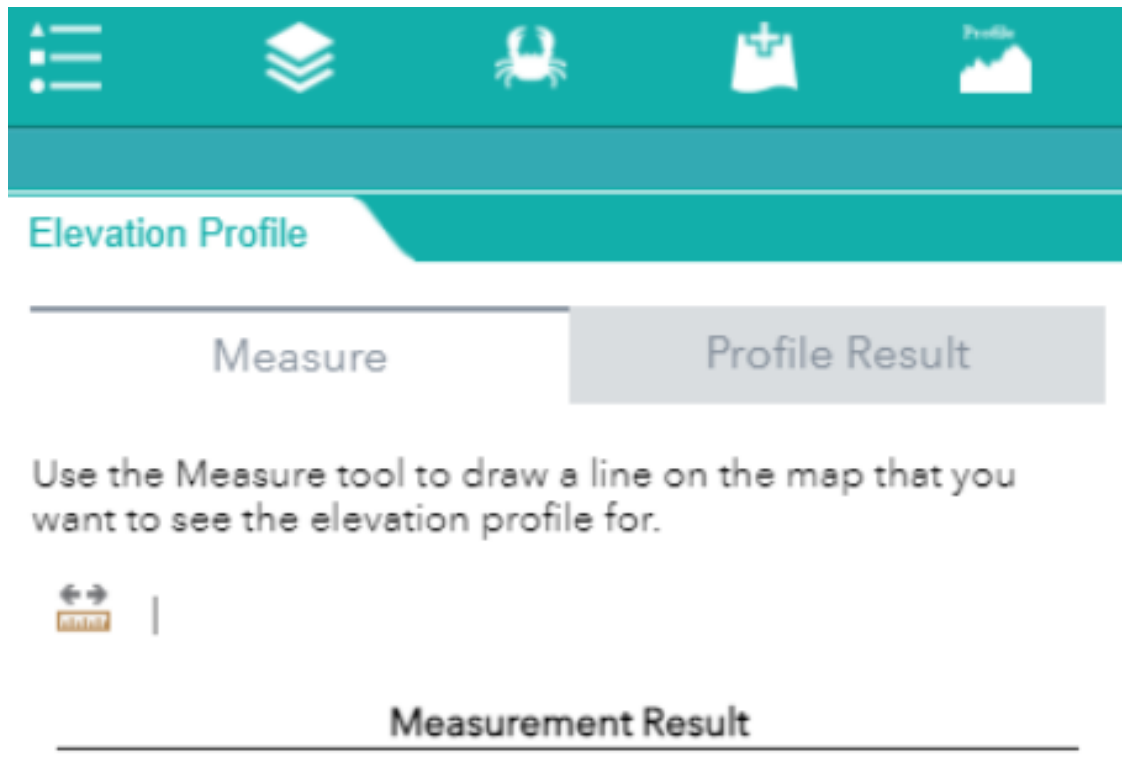 Profile
Elevation Profile
Measure
Profile Result
Use the Measure tool to draw a line on the map that you
want to see the elevation profile for.
Measurement Result